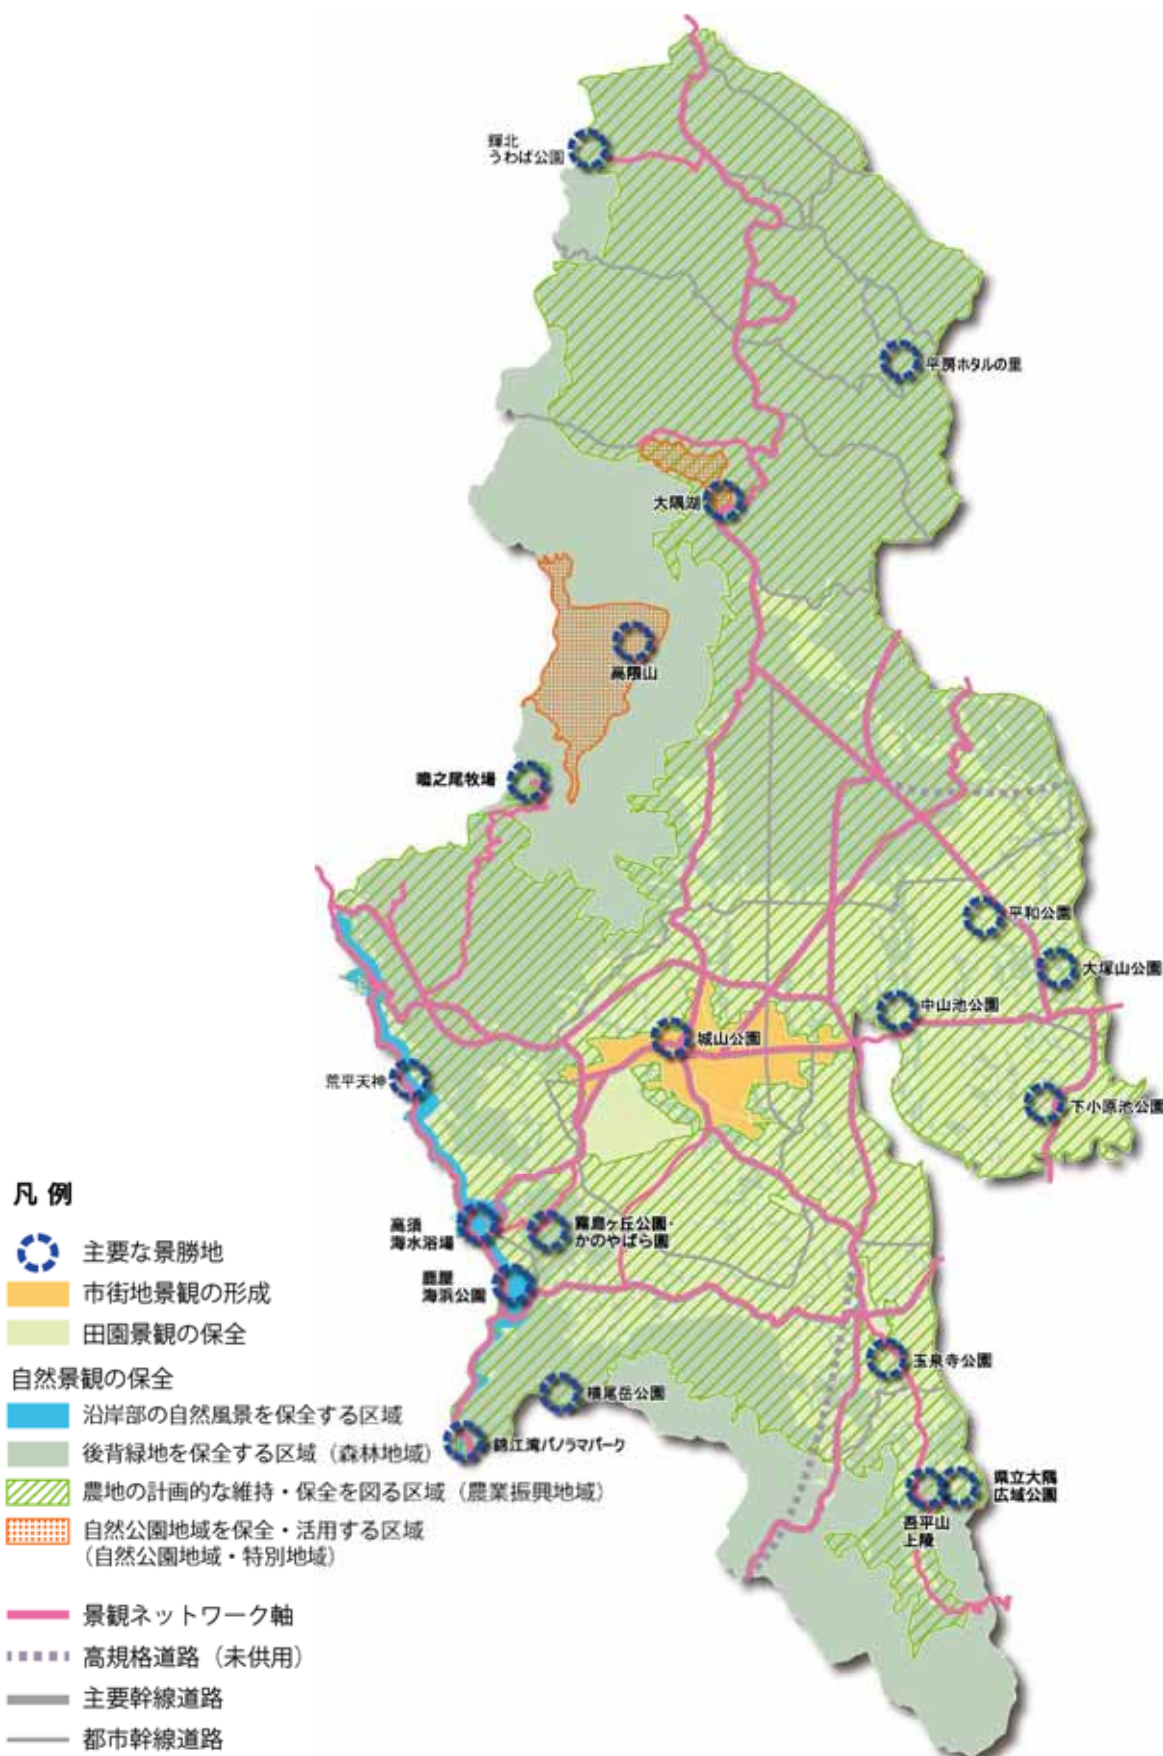 輝北
うわば公園
平房ホタルの里
大隅湖
高隈山
鳴之尾牧場
平和公園
大塚山公園
中山池公園
城山公園
荒平天神
下小原池公園
高須
海水浴場
霧島ヶ丘公園・
かのやばら園
鹿屋
海浜公園
玉泉寺公園
横尾岳公園
錦江湾パノラマパーク
県立大隅
広域公園
吾平山
上陵
凡 例
主要な景勝地
市街地景観の形成
田園景観の保全
自然景観の保全
沿岸部の自然風景を保全する区域
後背緑地を保全する区域（森林地域）
農地の計画的な維持・保全を図る区域（農業振興地域）
自然公園地域を保全・活用する区域
（自然公園地域・特別地域）
景観ネットワーク軸
高規格道路（未供用）
主要幹線道路
都市幹線道路